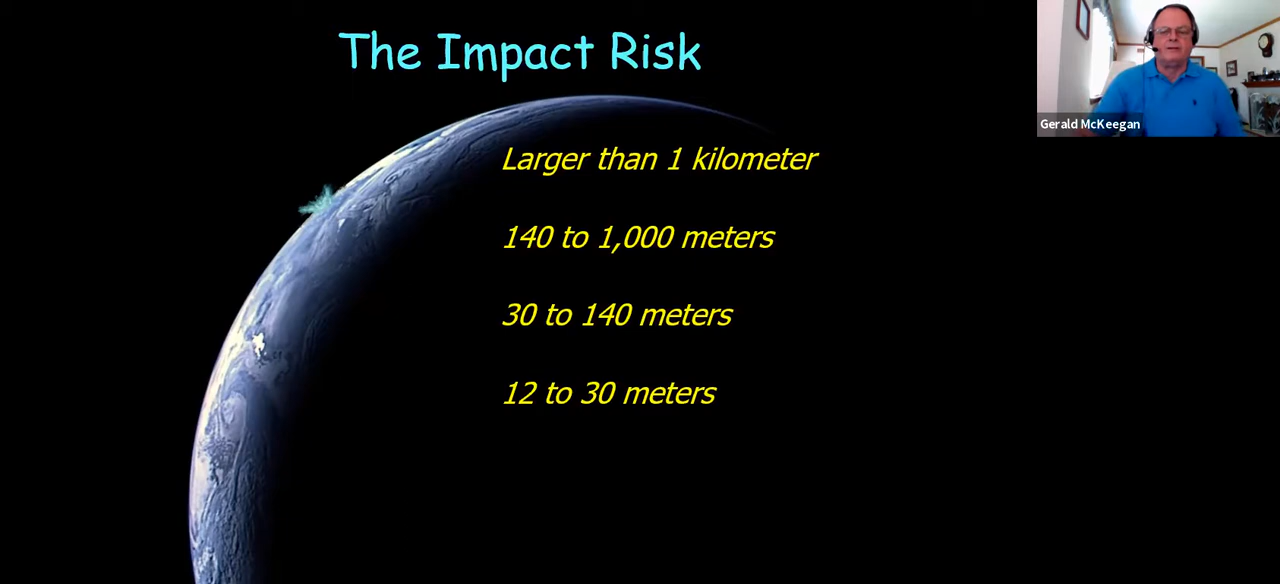 The Impact Risk
Gerald McKeegan
Larger than 1 kilometer
140 to 1,000 meters
30 to 140 meters
12 to 30 meters